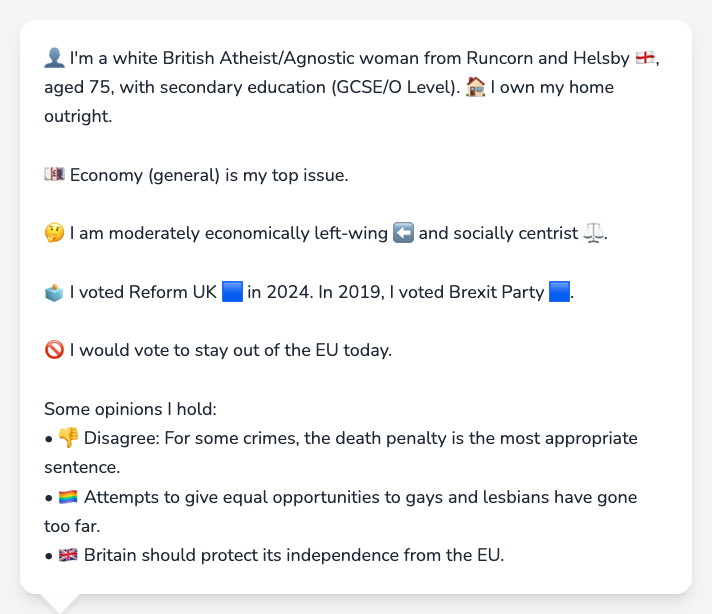 👤 I'm a white British Atheist/Agnostic woman from Runcorn and Helsby 🏴󠁧󠁢󠁥󠁮󠁧󠁿,
aged 75, with secondary education (GCSE/O Level). 🏠 I own my home
outright.
💷 Economy (general) is my top issue.
🤔 I am moderately economically left-wing ⬅️ and socially centrist ⚖️.
🗳️ I voted Reform UK 🟦 in 2024. In 2019, I voted Brexit Party 🟦.
🚫 I would vote to stay out of the EU today.
Some opinions I hold:
• 👎 Disagree: For some crimes, the death penalty is the most appropriate
sentence.
• 🏳️‍🌈 Attempts to give equal opportunities to gays and lesbians have gone
too far.
• 🇬🇧 Britain should protect its independence from the EU.